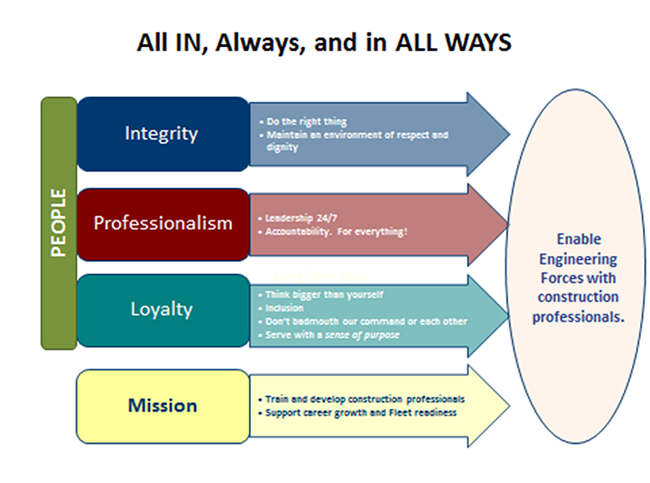 All IN, Always, and in ALL WAYS
PEOPLE
Integrity
• Do the right thing
• Maintain an environment of respect and
dignity
Professionalism
• Leadership 24/7
• Accountability. For everything!
Loyalty
• Think bigger than yourself
• Inclusion
• Don't badmouth our command or each other
• Serve with a sense of purpose
Mission
• Train and develop construction professionals
• Support career growth and Fleet readiness
Enable
Engineering
Forces with
construction
professionals.